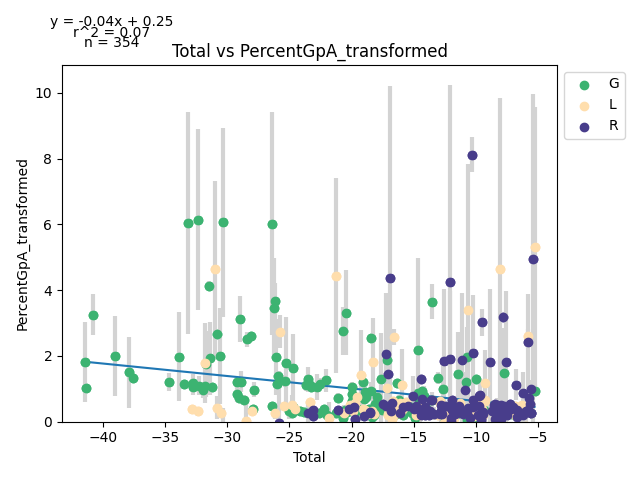 y = -0.04x + 0.25
r^2 = 0.07
n = 354
Total vs PercentGpA_transformed
G
L
R
PercentGpA_transformed
10
8
6
4
2
0
−40 −35 −30 −25 −20 −15 −10 −5
Total